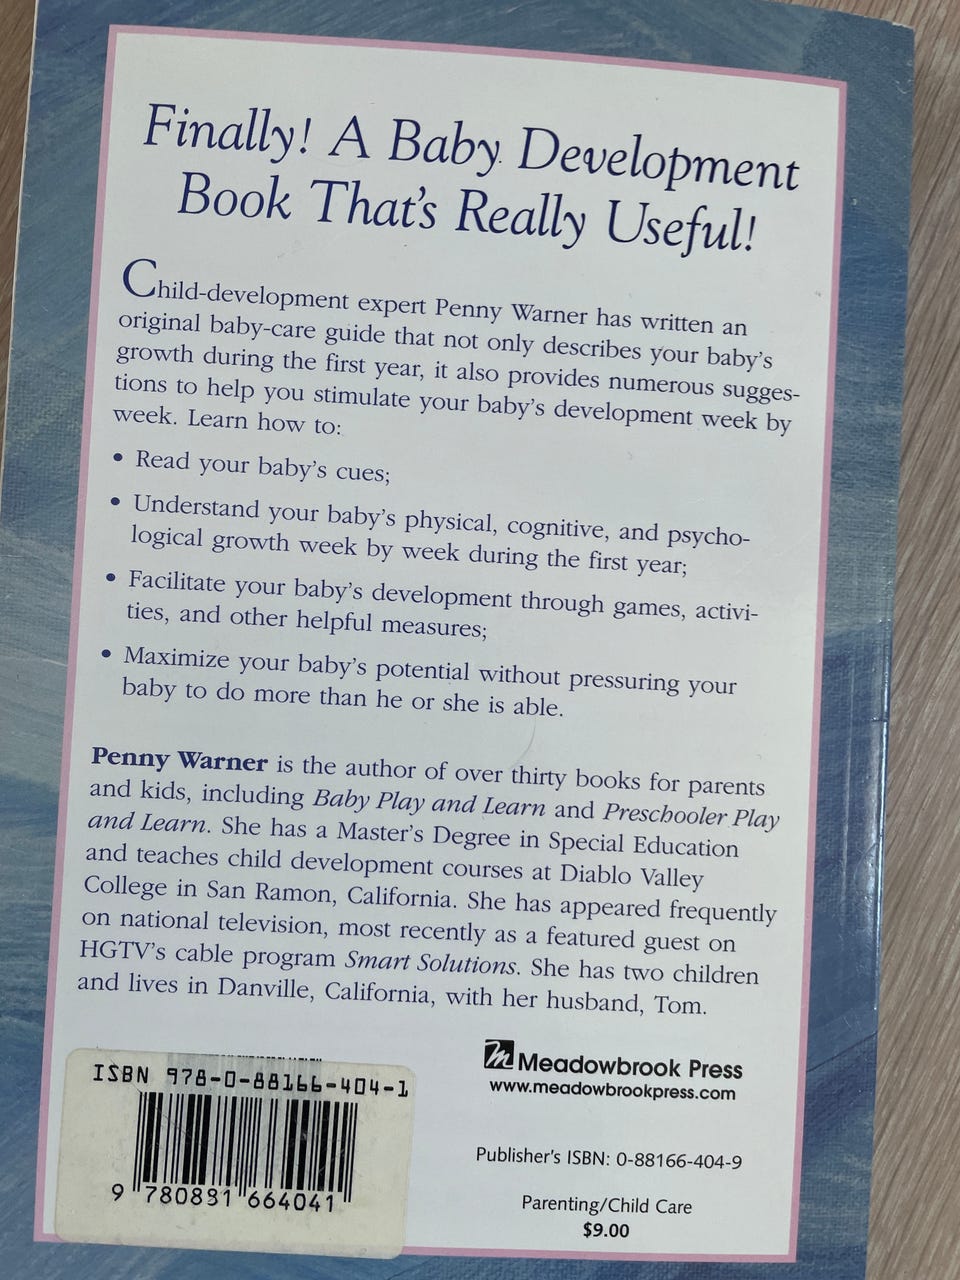 Finally! A Baby Development
Book That's Really Useful!
Child-development expert Penny Warner has written an
original baby-care guide that not only describes your baby's
growth during the first year, it also provides numerous sugges-
tions to help you stimulate your baby's development week by
week. Learn how to:
• Read your baby's cues;
• Understand your baby's physical, cognitive, and psycho-
logical growth week by week during the first year;
• Facilitate your baby's development through games, activi-
ties, and other helpful measures;
• Maximize your baby's potential without pressuring your
baby to do more than he or she is able.
Penny Warner is the author of over thirty books for parents
and kids, including Baby Play and Learn and Preschooler Play
and Learn. She has a Master's Degree in Special Education
and teaches child development courses at Diablo Valley
College in San Ramon, California. She has appeared frequently
on national television, most recently as a featured guest on
HGTV's cable program Smart Solutions. She has two children
and lives in Danville, California, with her husband, Tom.
Meadowbrook Press
www.meadowbrookpress.com
ISBN 978-0-88166-404-1
9 780881 664041
Publisher's ISBN: 0-88166-404-9
Parenting/Child Care
$9.00